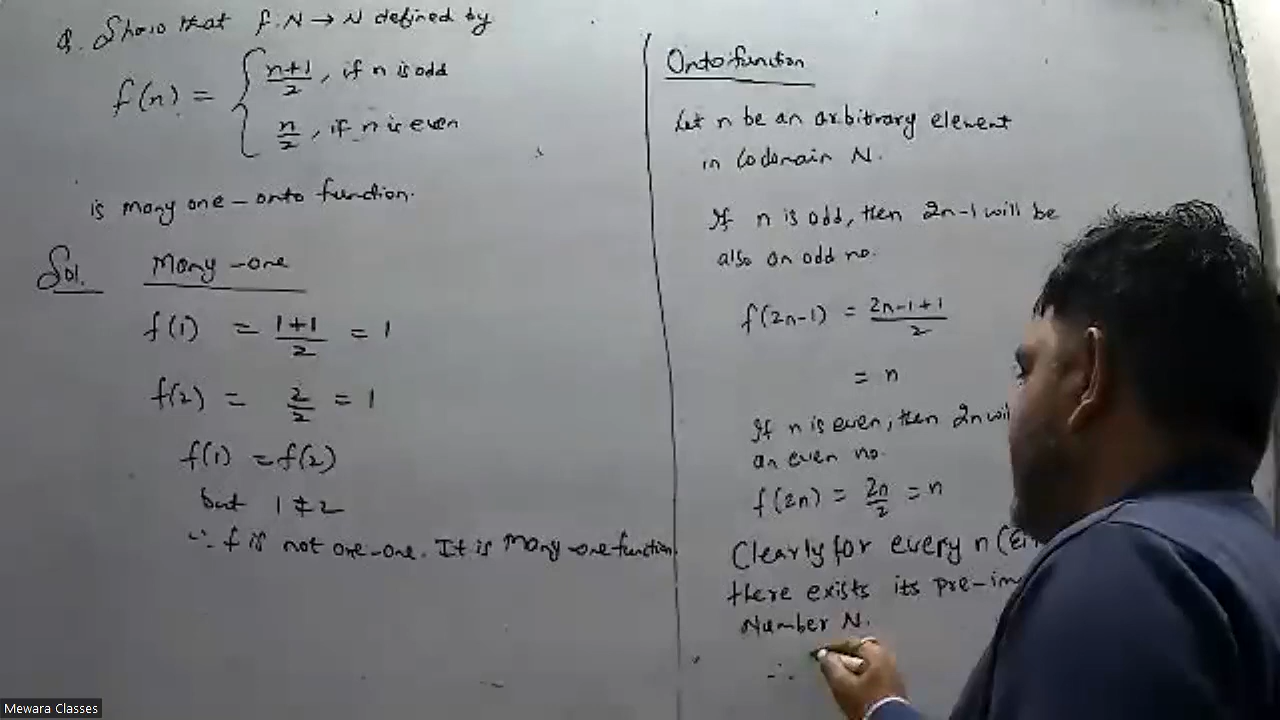 Q. Show that f: N → N defined by
f(n) = { n+1/2, if n is odd
n/2, if n is even
is many one - onto function.
Sol. Many-one
f(1) = 1+1/2 = 1
f(2) = 2/2 = 1
f(1) = f(2)
but 1 ≠ 2
∴ f is not one-one. It is many-one function
Onto function
Let n be an arbitrary element
in Codomain N.
If n is odd, then 2n-1 will be
also an odd no.
f(2n-1) = 2n-1+1/2
= n
If n is even, then 2n
an even no.
f(2n) = 2n/2 = n
Clearly for every n
there exists its
Number N.
∴
Mewara Classes